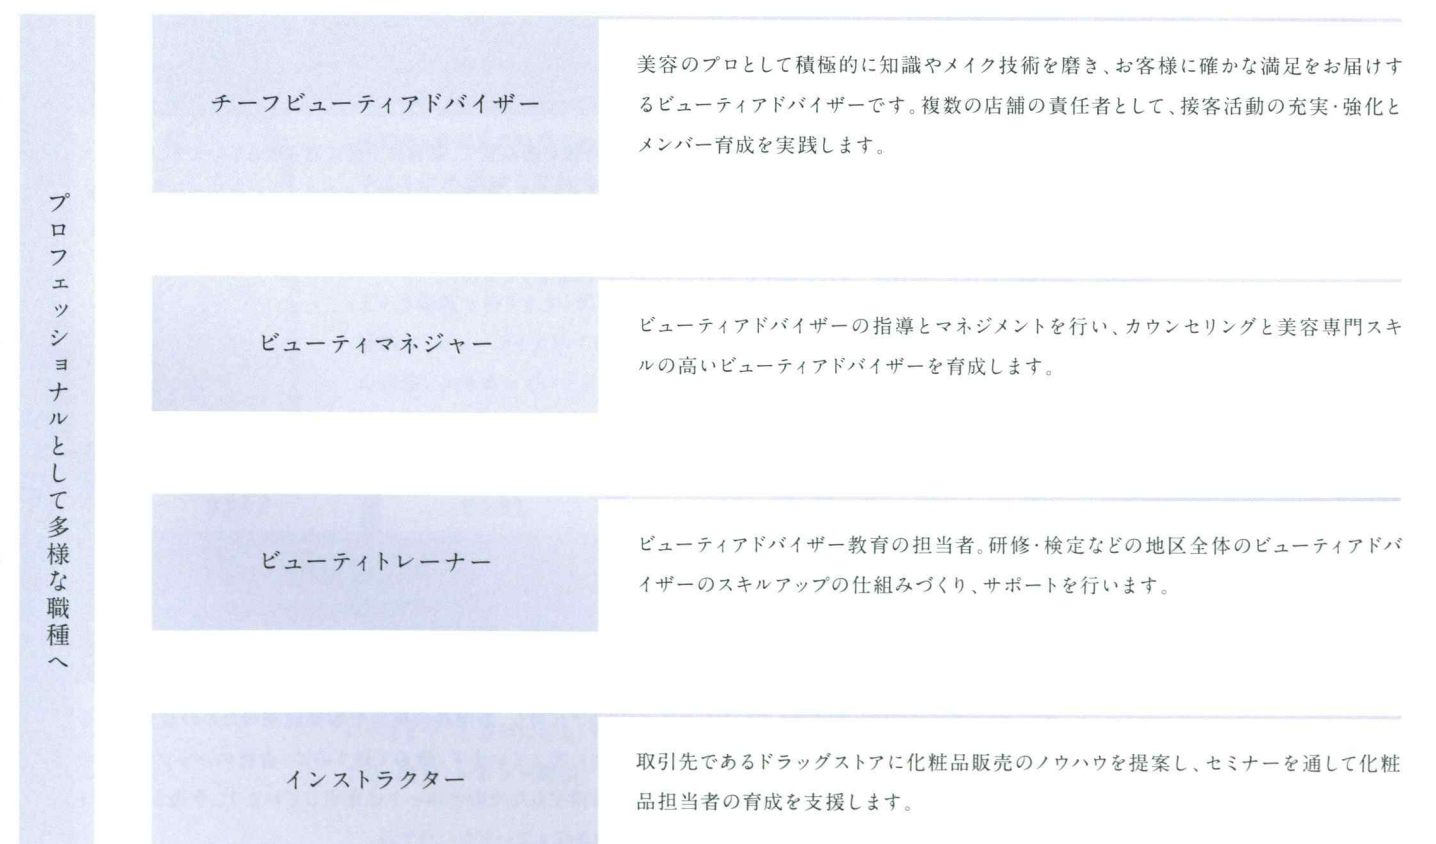 プロフェッショナルとして多様な職種へ
チーフビューティアドバイザー
美容のプロとして積極的に知識やメイク技術を磨き、お客様に確かな満足をお届けす
るビューティアドバイザーです。複数の店舗の責任者として、接客活動の充実・強化と
メンバー育成を実践します。
ビューティマネジャー
ビューティアドバイザーの指導とマネジメントを行い、カウンセリングと美容専門スキ
ルの高いビューティアドバイザーを育成します。
ビューティトレーナー
ビューティアドバイザー教育の担当者。研修・検定などの地区全体のビューティアドバ
イザーのスキルアップの仕組みづくり、サポートを行います。
インストラクター
取引先であるドラッグストアに化粧品販売のノウハウを提案し、セミナーを通して化粧
品担当者の育成を支援します。